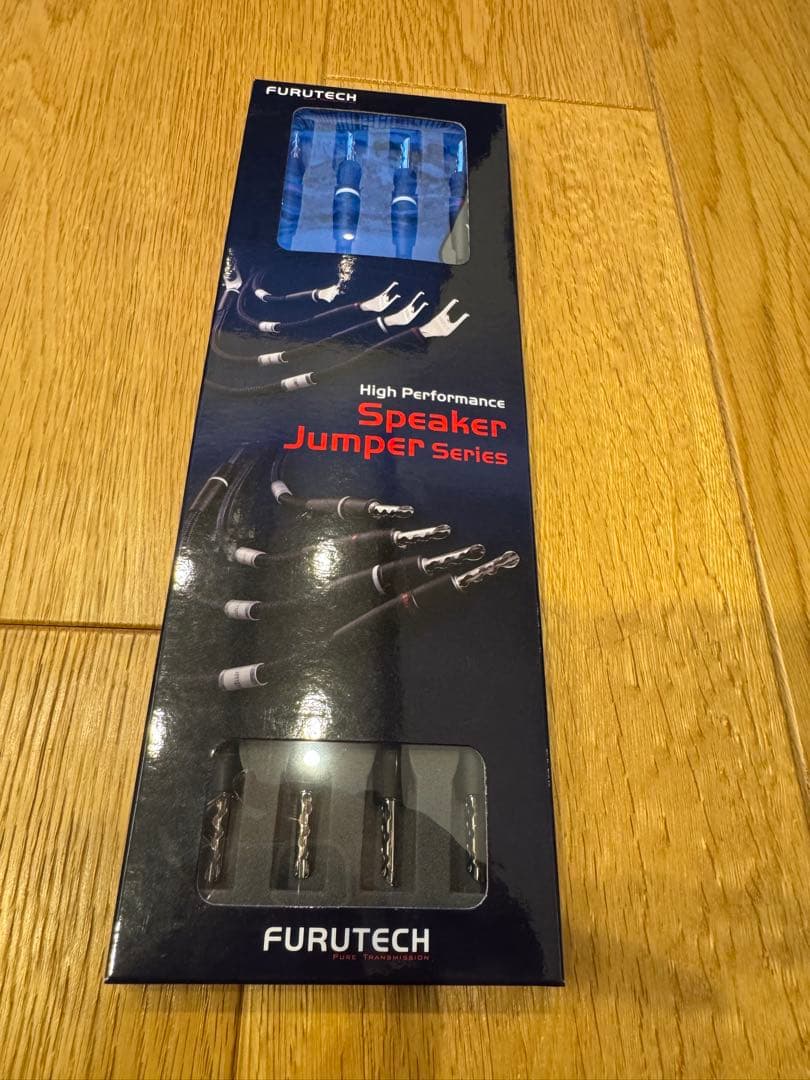 FURUTECH
High Performance
Speaker
Jumper Series
FURUTECH
Pure Transmission